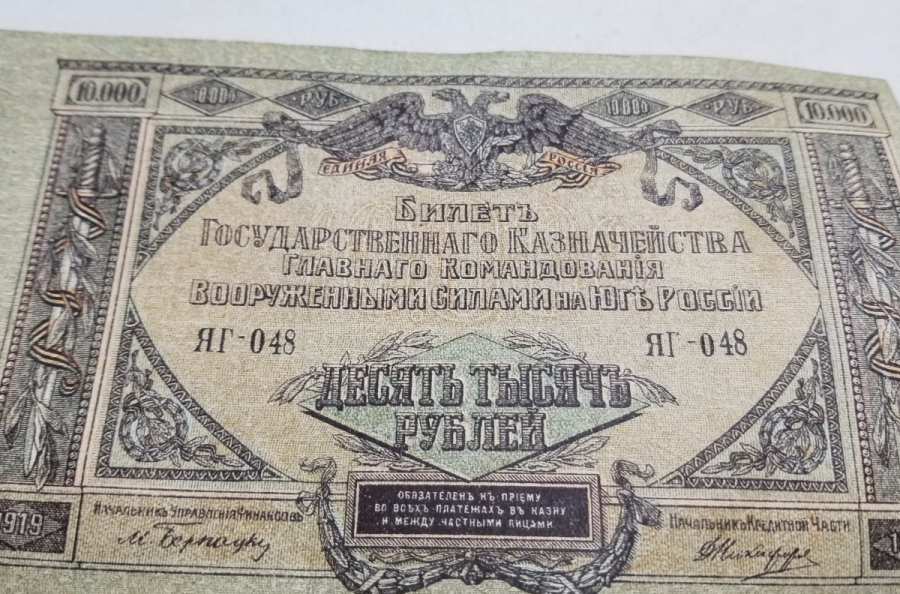 10.000 10.000 РУБ. 10.000 РУБ. 10.000
ЕДИНАЯ РОССІЯ
БИЛЕТЪ
ГОСУДАРСТВЕННАГО КАЗНАЧЕЙСТВА
ГЛАВНАГО КОМАНДОВАНІЯ
ВООРУЖЕННЫМИ СИЛАМИ НА ЮГѢ РОССІИ
ЯГ-048 ЯГ-048
ДЕСЯТЬ ТЫСЯЧЪ
РУБЛЕЙ
ОБЯЗАТЕЛЕНЪ КЪ ПРІЕМУ
ВО ВСѢХЪ ПЛАТЕЖАХЪ В КАЗНУ
И МЕЖДУ ЧАСТНЫМИ ЛИЦАМИ
1919 НАЧАЛЬНИКЪ УПРАВЛЕНІЯ ФИНАНСОВЪ НАЧАЛЬНИКЪ КРЕДИТНОЙ ЧАСТИ 1